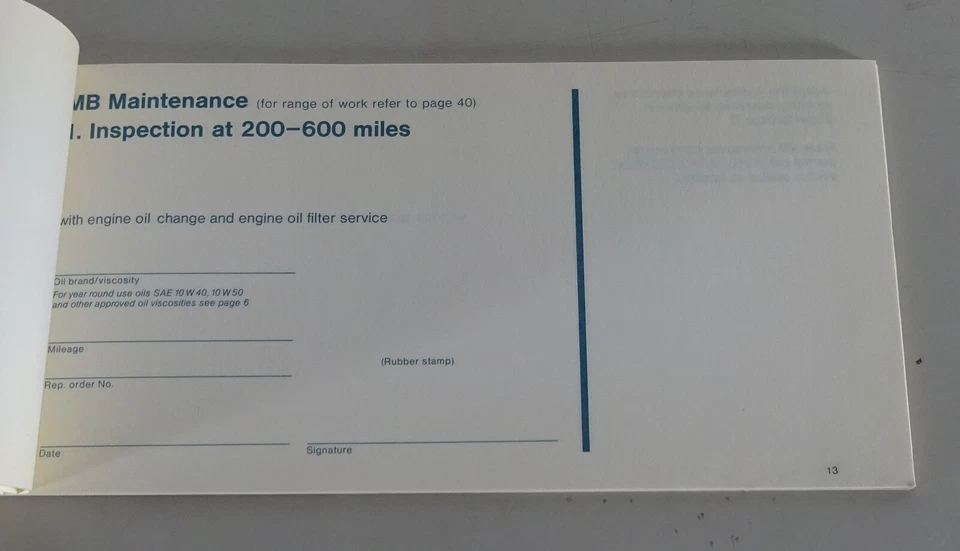 MB Maintenance (for range of work refer to page 40)
1. Inspection at 200–600 miles
with engine oil change and engine oil filter service
Oil brand/viscosity
For year round use oils SAE 10 W 40, 10 W 50
and other approved oil viscosities see page 6
Mileage
(Rubber stamp)
Rep. order No.
Date
Signature
13